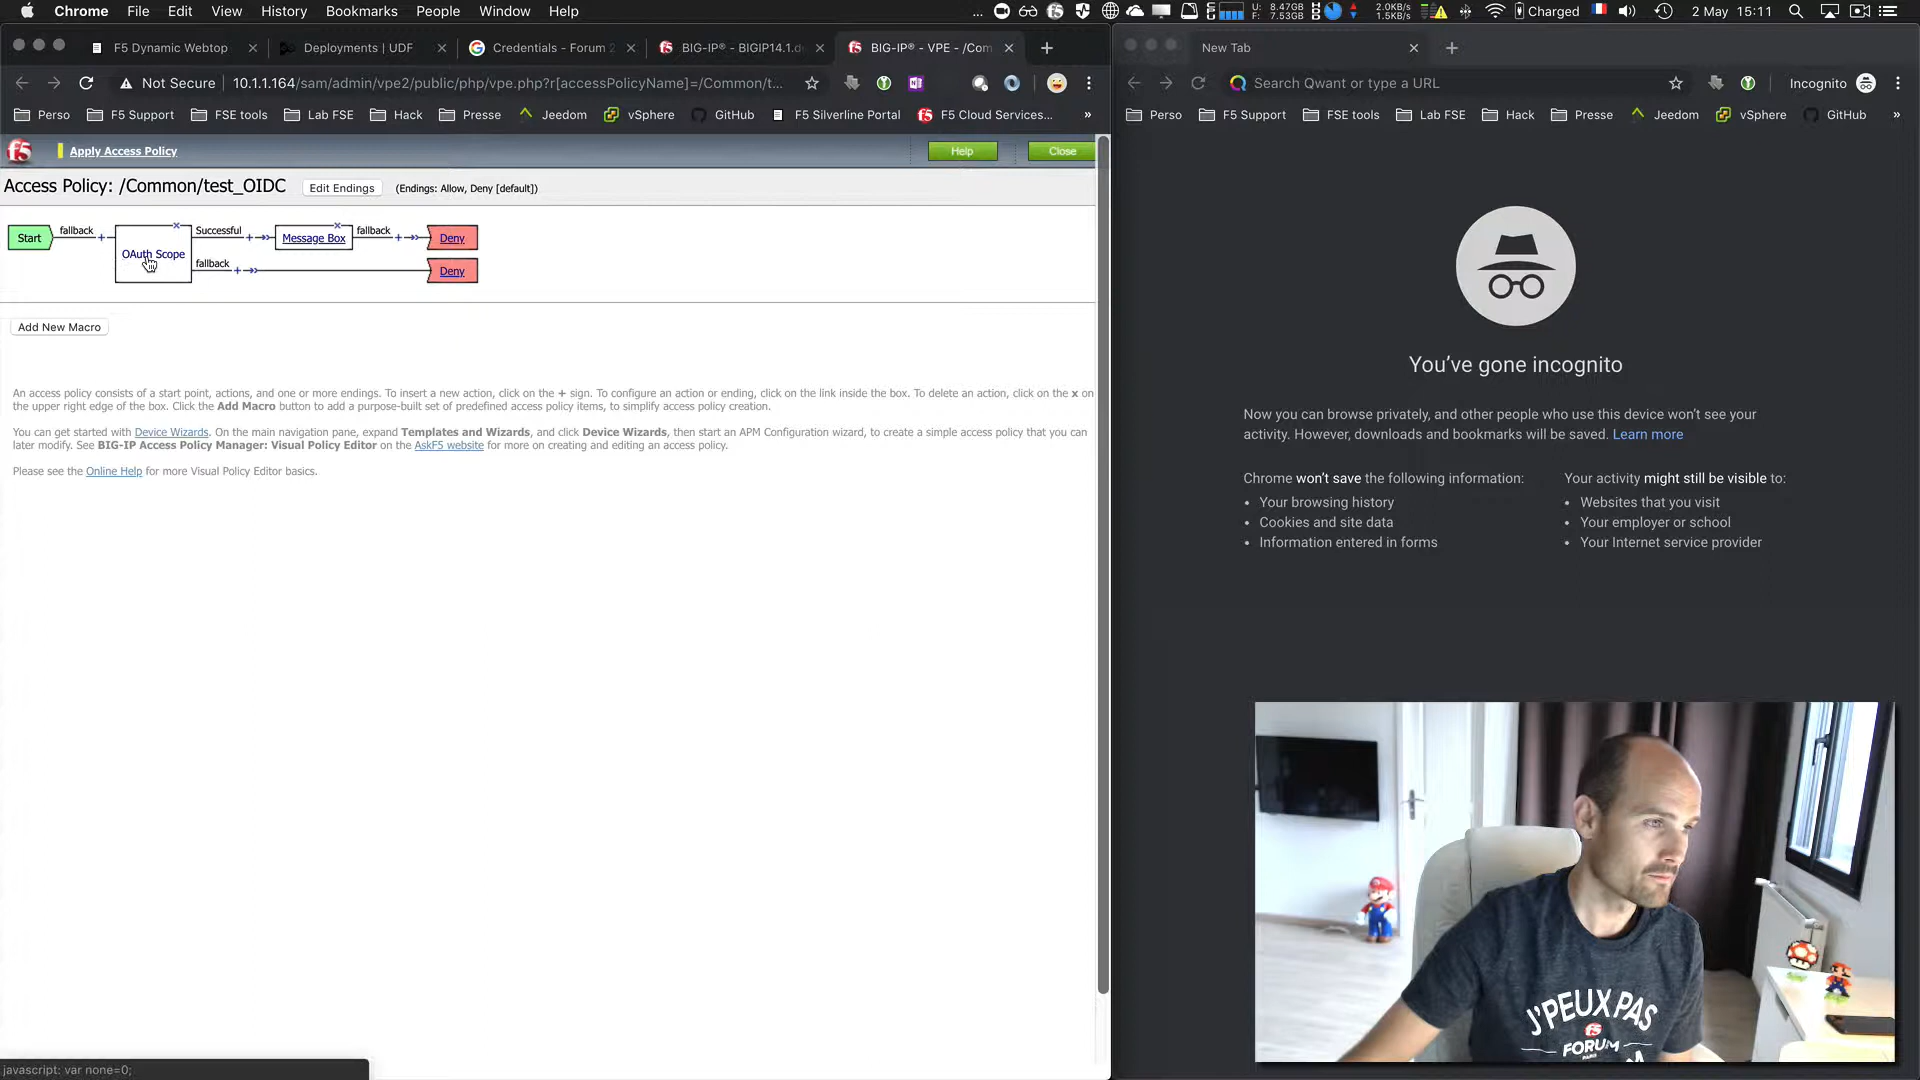 Chrome File Edit View History Bookmarks People Window Help
... U: 8.47GB F: 7.53GB 2.0KB/s 1.5KB/s Charged 2 May 15:11
F5 Dynamic Webtop
Deployments | UDF
Credentials - Forum 2
BIG-IP® - BIGIP14.1.d
BIG-IP® - VPE - /Com
New Tab
Not Secure 10.1.1.164/sam/admin/vpe2/public/php/vpe.php?r[accessPolicyName]=/Common/t...
Search Qwant or type a URL
Incognito
Perso F5 Support FSE tools Lab FSE Hack Presse Jeedom vSphere GitHub F5 Silverline Portal F5 Cloud Services... »
Perso F5 Support FSE tools Lab FSE Hack Presse Jeedom vSphere GitHub »
f5 Apply Access Policy Help Close
Access Policy: /Common/test_OIDC Edit Endings (Endings: Allow, Deny [default])
Start fallback + OAuth Scope x Successful + Message Box x fallback + Deny
fallback + Deny
Add New Macro
An access policy consists of a start point, actions, and one or more endings. To insert a new action, click on the + sign. To configure an action or ending, click on the link inside the box. To delete an action, click on the x on
the upper right edge of the box. Click the Add Macro button to add a purpose-built set of predefined access policy items, to simplify access policy creation.
You can get started with Device Wizards. On the main navigation pane, expand Templates and Wizards, and click Device Wizards, then start an APM Configuration wizard, to create a simple access policy that you can
later modify. See BIG-IP Access Policy Manager: Visual Policy Editor on the AskF5 website for more on creating and editing an access policy.
Please see the Online Help for more Visual Policy Editor basics.
javascript: var none=0;
You've gone incognito
Now you can browse privately, and other people who use this device won't see your
activity. However, downloads and bookmarks will be saved. Learn more
Chrome won't save the following information:
• Your browsing history
• Cookies and site data
• Information entered in forms
Your activity might still be visible to:
• Websites that you visit
• Your employer or school
• Your Internet service provider
J'PEUX PAS
f5
FORUM